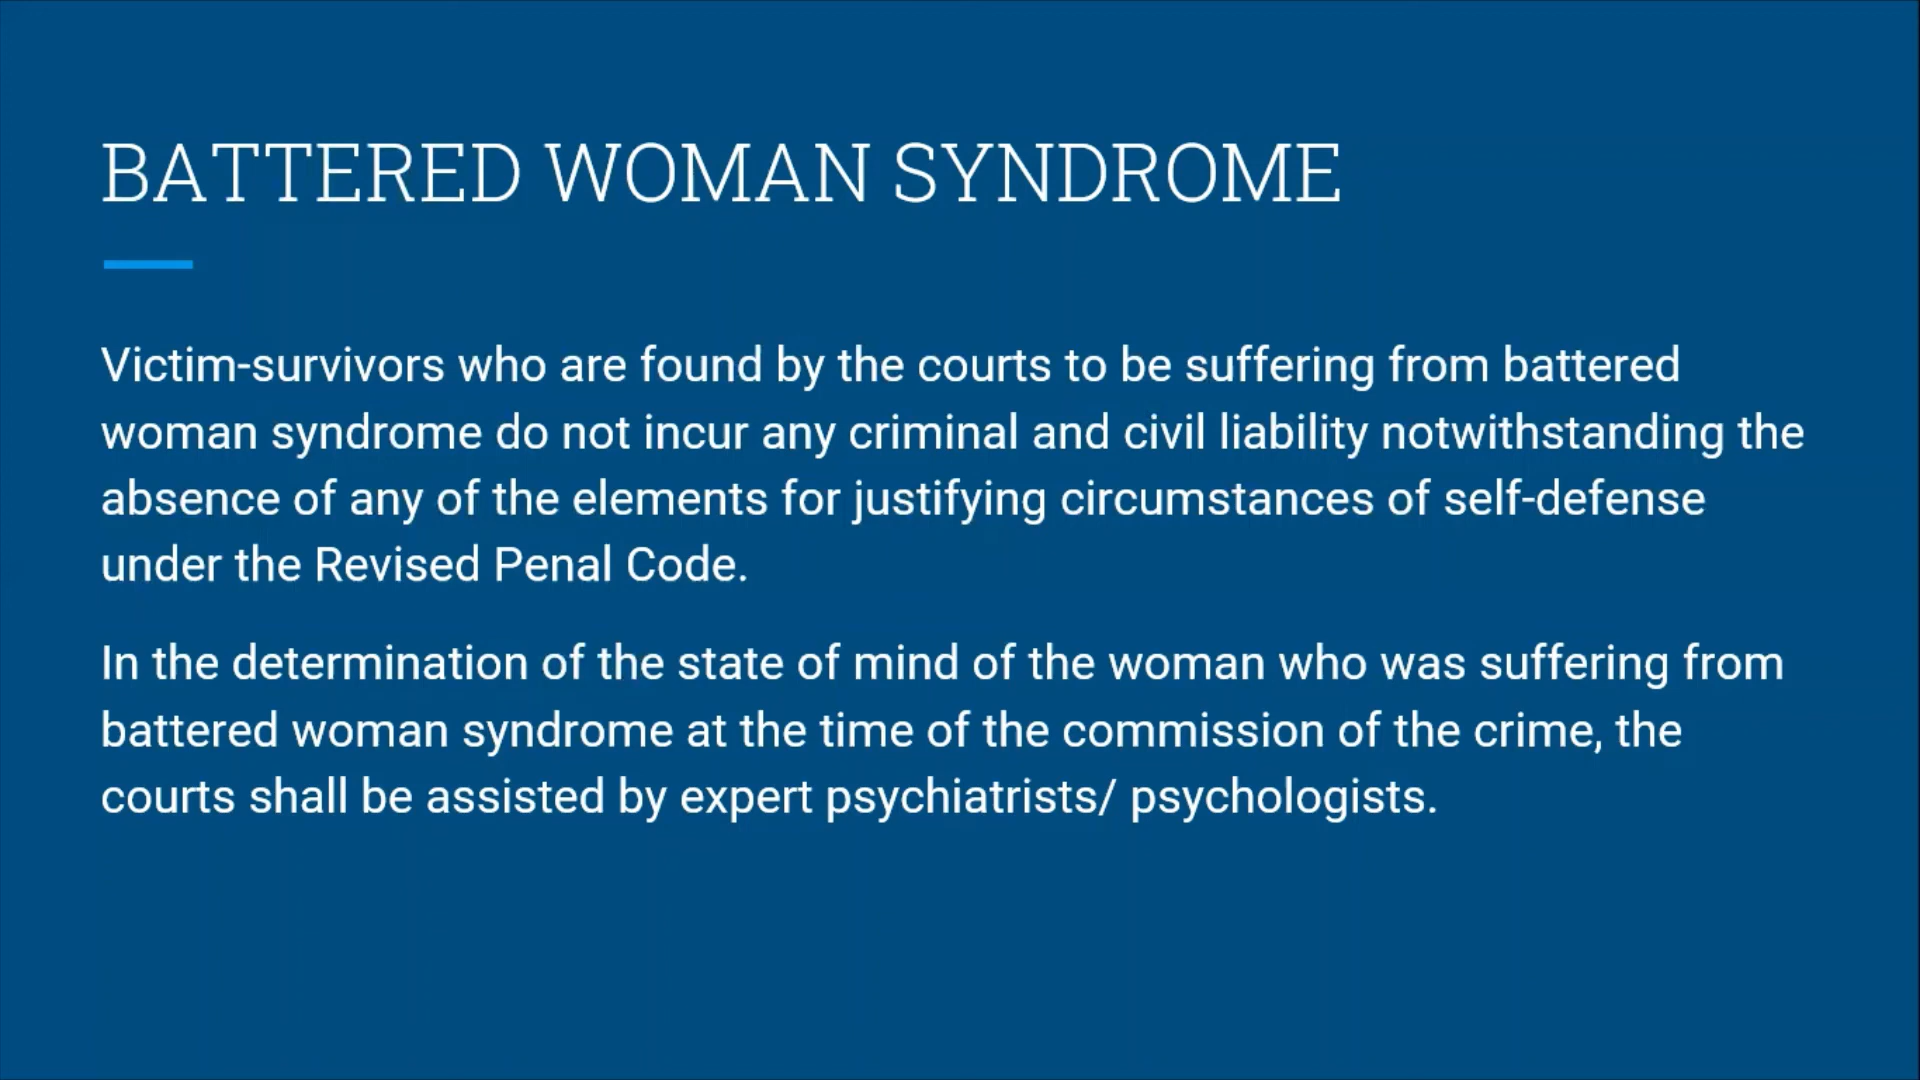 BATTERED WOMAN SYNDROME
Victim-survivors who are found by the courts to be suffering from battered
woman syndrome do not incur any criminal and civil liability notwithstanding the
absence of any of the elements for justifying circumstances of self-defense
under the Revised Penal Code.
In the determination of the state of mind of the woman who was suffering from
battered woman syndrome at the time of the commission of the crime, the
courts shall be assisted by expert psychiatrists/ psychologists.